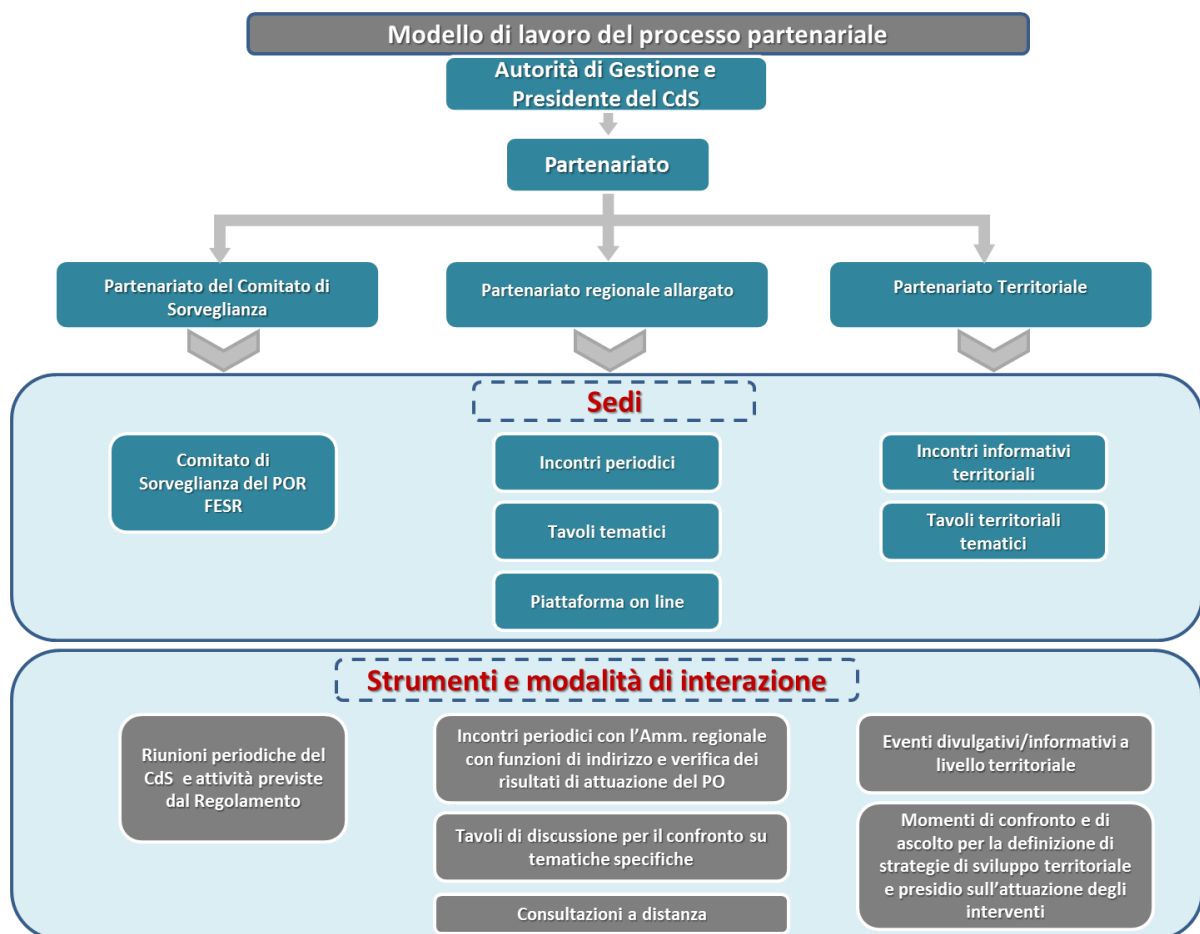 Modello di lavoro del processo partenariale
Autorità di Gestione e
Presidente del CdS
Partenariato
Partenariato del Comitato di
Sorveglianza
Partenariato regionale allargato
Partenariato Territoriale
Sedi
Comitato di
Sorveglianza del POR
FESR
Incontri periodici
Tavoli tematici
Piattaforma on line
Incontri informativi
territoriali
Tavoli territoriali
tematici
Strumenti e modalità di interazione
Riunioni periodiche del
CdS e attività previste
dal Regolamento
Incontri periodici con l’Amm. regionale
con funzioni di indirizzo e verifica dei
risultati di attuazione del PO
Tavoli di discussione per il confronto su
tematiche specifiche
Consultazioni a distanza
Eventi divulgativi/informativi a
livello territoriale
Momenti di confronto e di
ascolto per la definizione di
strategie di sviluppo territoriale
e presidio sull’attuazione degli
interventi